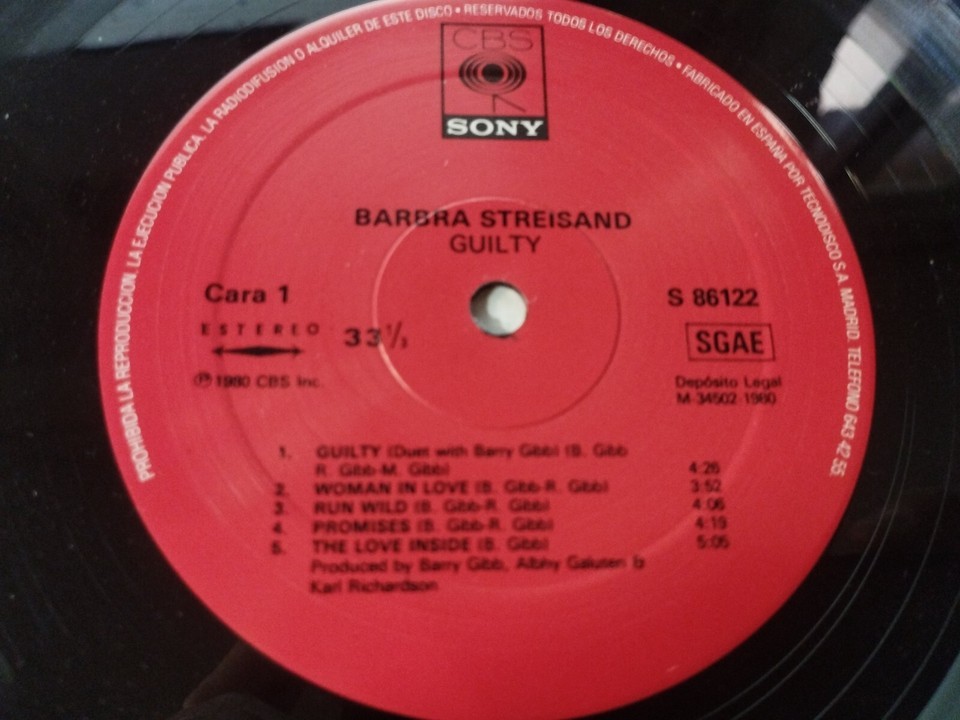 PROHIBIDA LA REPRODUCCION. LA EJECUCION PUBLICA. LA RADIODIFUSION O ALQUILER DE ESTE DISCO • RESERVADOS TODOS LOS DERECHOS • FABRICADO EN ESPAÑA POR TECNODISCO S.A. MADRID. TELEFONO 643 42 55.
CBS
SONY
BARBRA STREISAND
GUILTY
Cara 1
S 86122
ESTEREO
33 1/3
SGAE
℗ 1980 CBS Inc.
Depósito Legal
M-34502-1980
1. GUILTY (Duet with Barry Gibb) (B. Gibb
R. Gibb-M. Gibb) 4:26
2. WOMAN IN LOVE (B. Gibb-R. Gibb) 3:52
3. RUN WILD (B. Gibb-R. Gibb) 4:06
4. PROMISES (B. Gibb-R. Gibb) 4:19
5. THE LOVE INSIDE (B. Gibb) 5:05
Produced by Barry Gibb, Albhy Galuten &
Karl Richardson